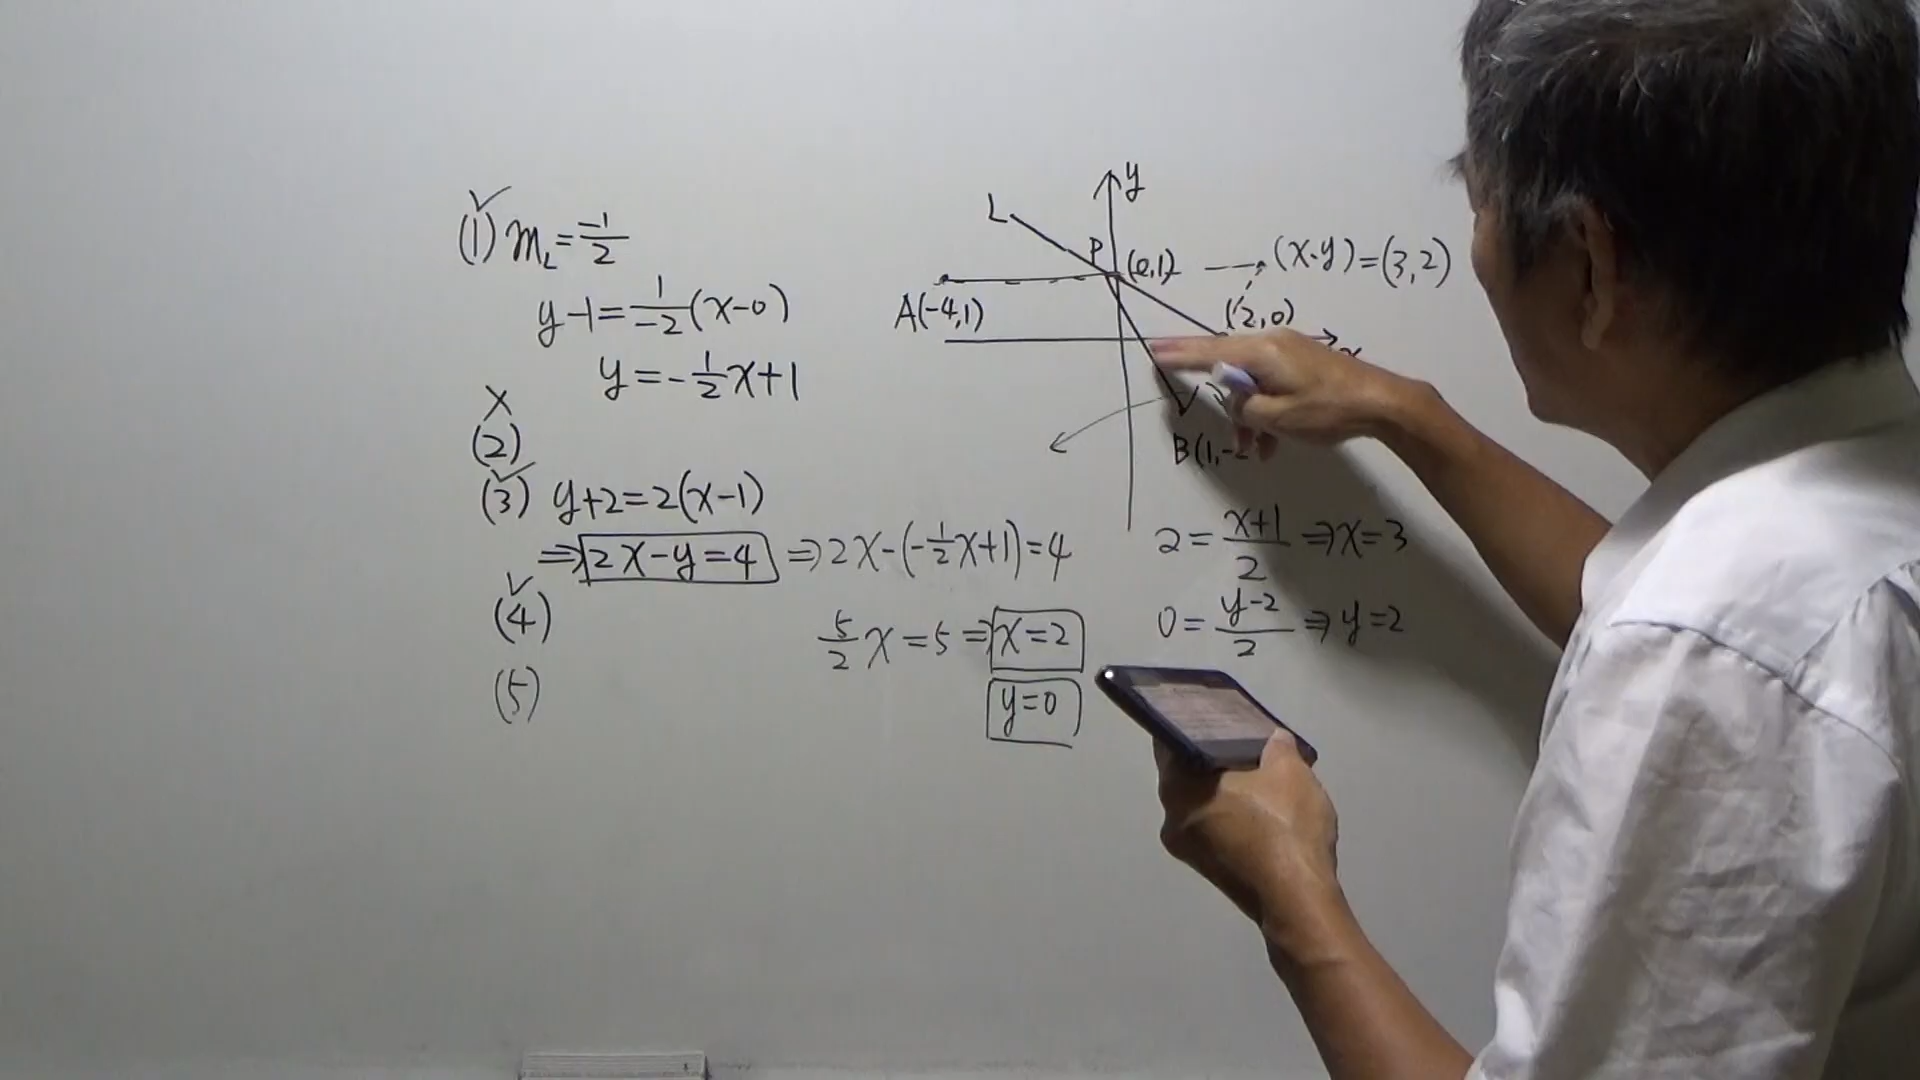 ✓
(1) m_L = -1/2
y-1 = 1/-2 (x-0)
y = -1/2 x+1
×
(2)
✓
(3) y+2=2(x-1)
⇒ 2x-y=4 ⇒ 2x-(-1/2 x+1)=4
5/2 x=5 ⇒ x=2
y=0
✓
(4)
(5)
y
L
P
(0,1)
(x,y)=(3,2)
A(-4,1)
(2,0)
x
B(1,-2
2 = (x+1)/2 ⇒ x=3
0 = (y-2)/2 ⇒ y=2